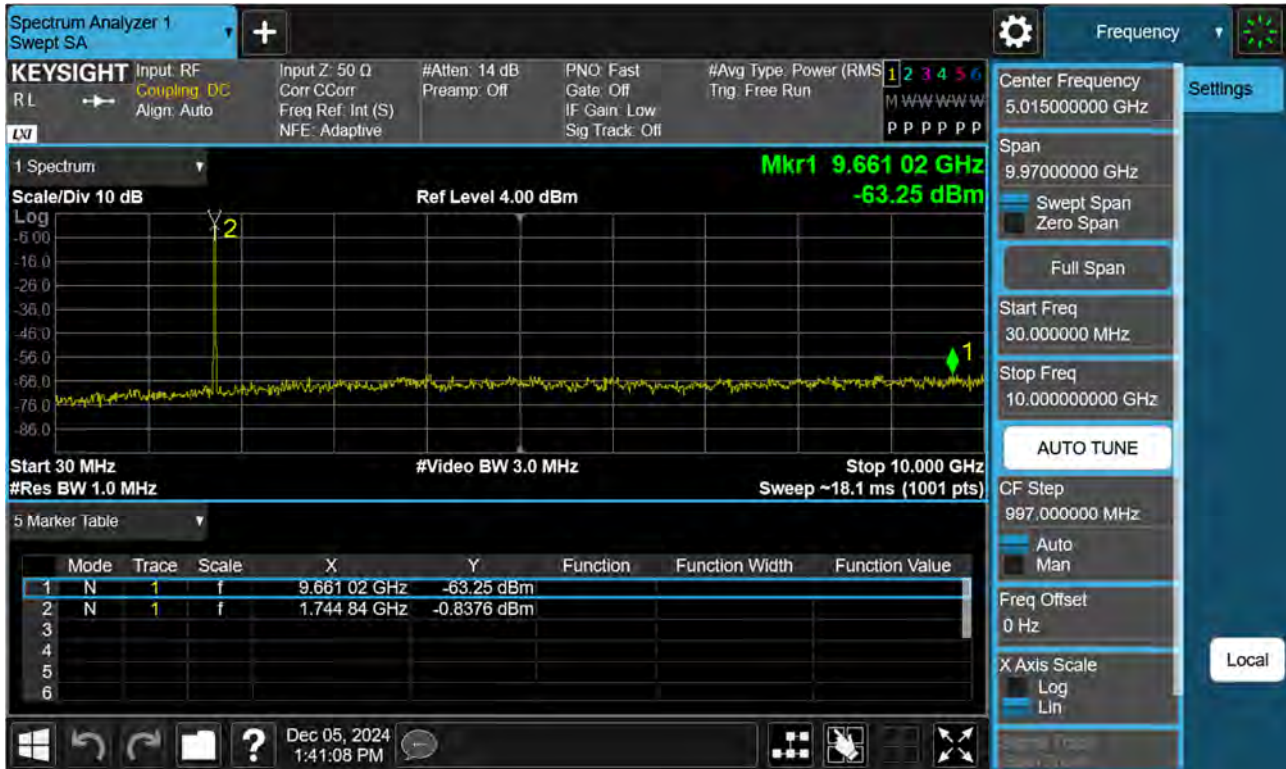 Spectrum Analyzer 1
Swept SA
+
Frequency
KEYSIGHT
Input: RF
Coupling: DC
Align: Auto
Input Z: 50 Ω
Corr CCorr
Freq Ref: Int (S)
NFE: Adaptive
#Atten: 14 dB
Preamp: Off
PNO: Fast
Gate: Off
IF Gain: Low
Sig Track: Off
#Avg Type: Power (RMS
Trig: Free Run
1 2 3 4 5 6
M W W W W W
P P P P P P
R L
LXI
1 Spectrum
Mkr1 9.661 02 GHz
-63.25 dBm
Scale/Div 10 dB
Ref Level 4.00 dBm
Log
-6.00
-16.0
-26.0
-36.0
-46.0
-56.0
-66.0
-76.0
-86.0
2
1
Start 30 MHz
#Video BW 3.0 MHz
Stop 10.000 GHz
#Res BW 1.0 MHz
Sweep ~18.1 ms (1001 pts)
5 Marker Table
Mode Trace Scale X Y Function Function Width Function Value
1 N 1 f 9.661 02 GHz -63.25 dBm
2 N 1 f 1.744 84 GHz -0.8376 dBm
3
4
5
6
?
Dec 05, 2024
1:41:08 PM
Center Frequency
5.015000000 GHz
Settings
Span
9.97000000 GHz
Swept Span
Zero Span
Full Span
Start Freq
30.000000 MHz
Stop Freq
10.000000000 GHz
AUTO TUNE
CF Step
997.000000 MHz
Auto
Man
Freq Offset
0 Hz
X Axis Scale
Log
Lin
Local